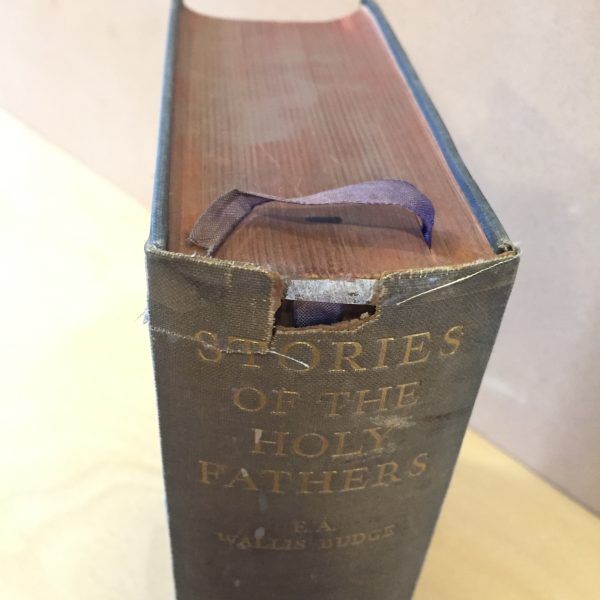 STORIES
OF THE
HOLY
FATHERS
E. A.
WALLIS BUDGE